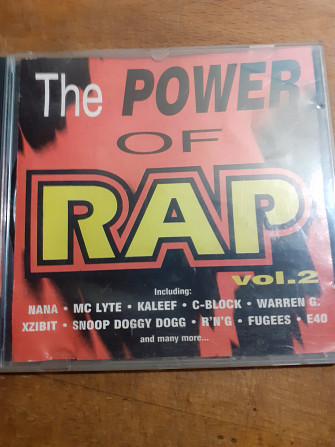 The POWER
OF
RAP
vol.2
Including:
NANA • MC LYTE • KALEEF • C-BLOCK • WARREN G.
XZIBIT • SNOOP DOGGY DOGG • R'N'G • FUGEES • E40
and many more...